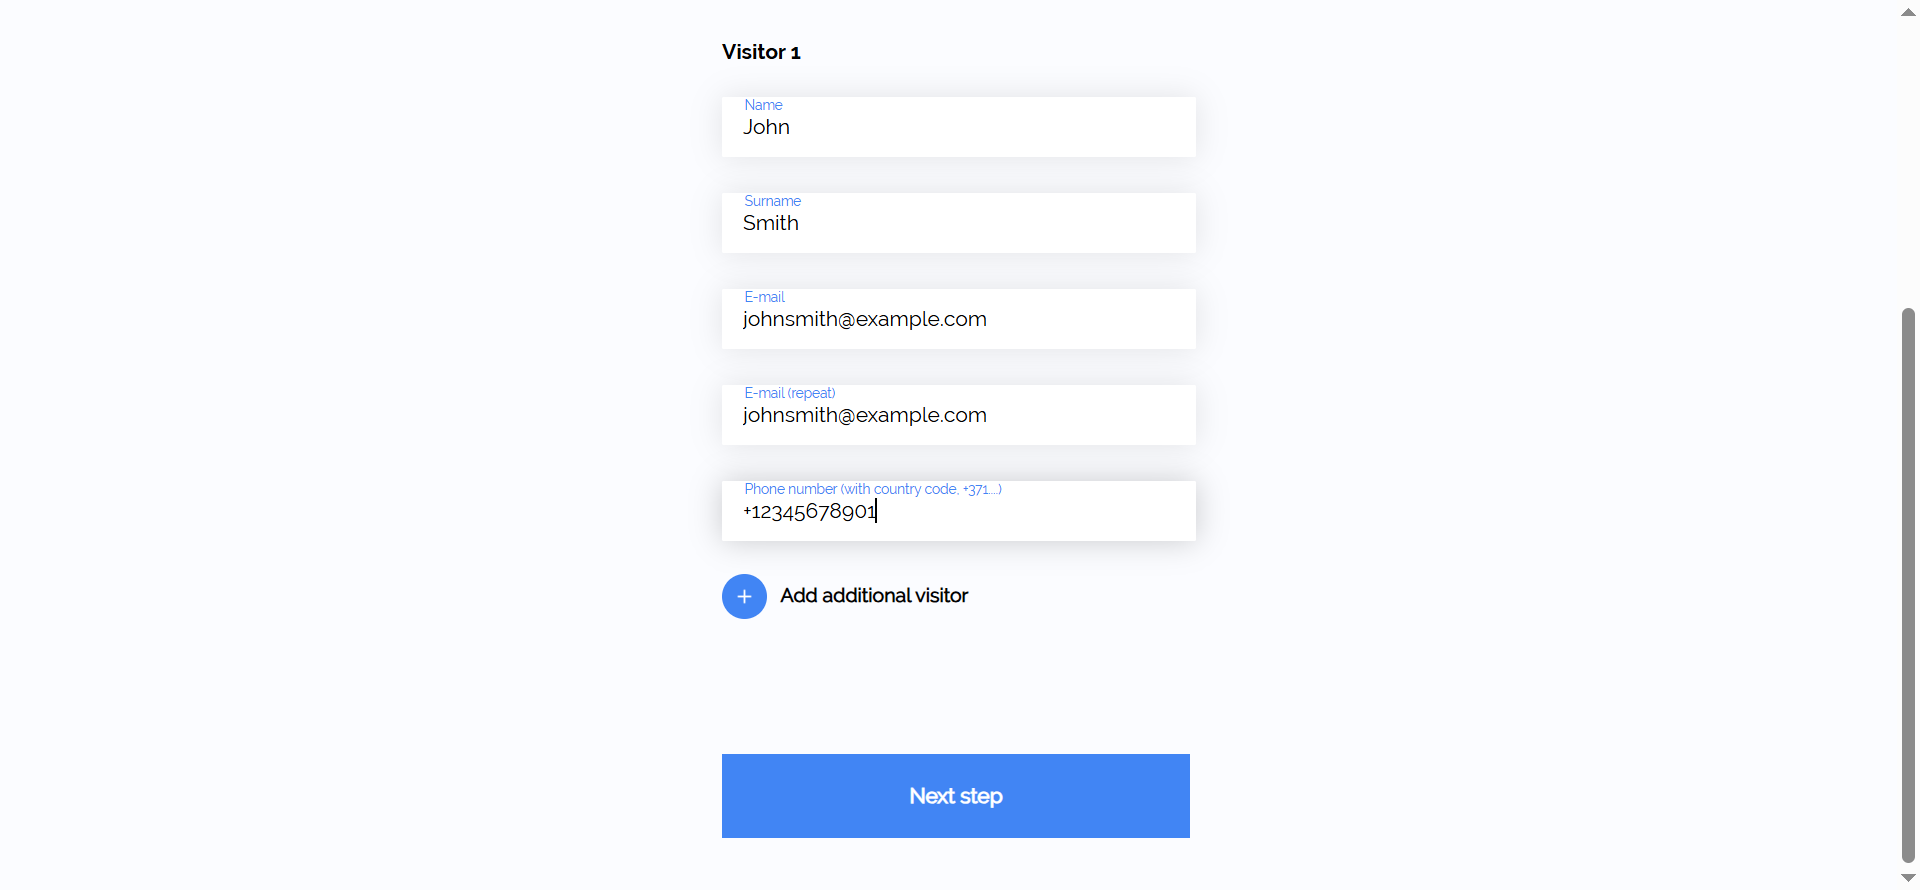 Visitor 1
Name
John
Surname
Smith
E-mail
johnsmith@example.com
E-mail (repeat)
johnsmith@example.com
Phone number (with country code, +371....)
+12345678901
+ Add additional visitor
Next step